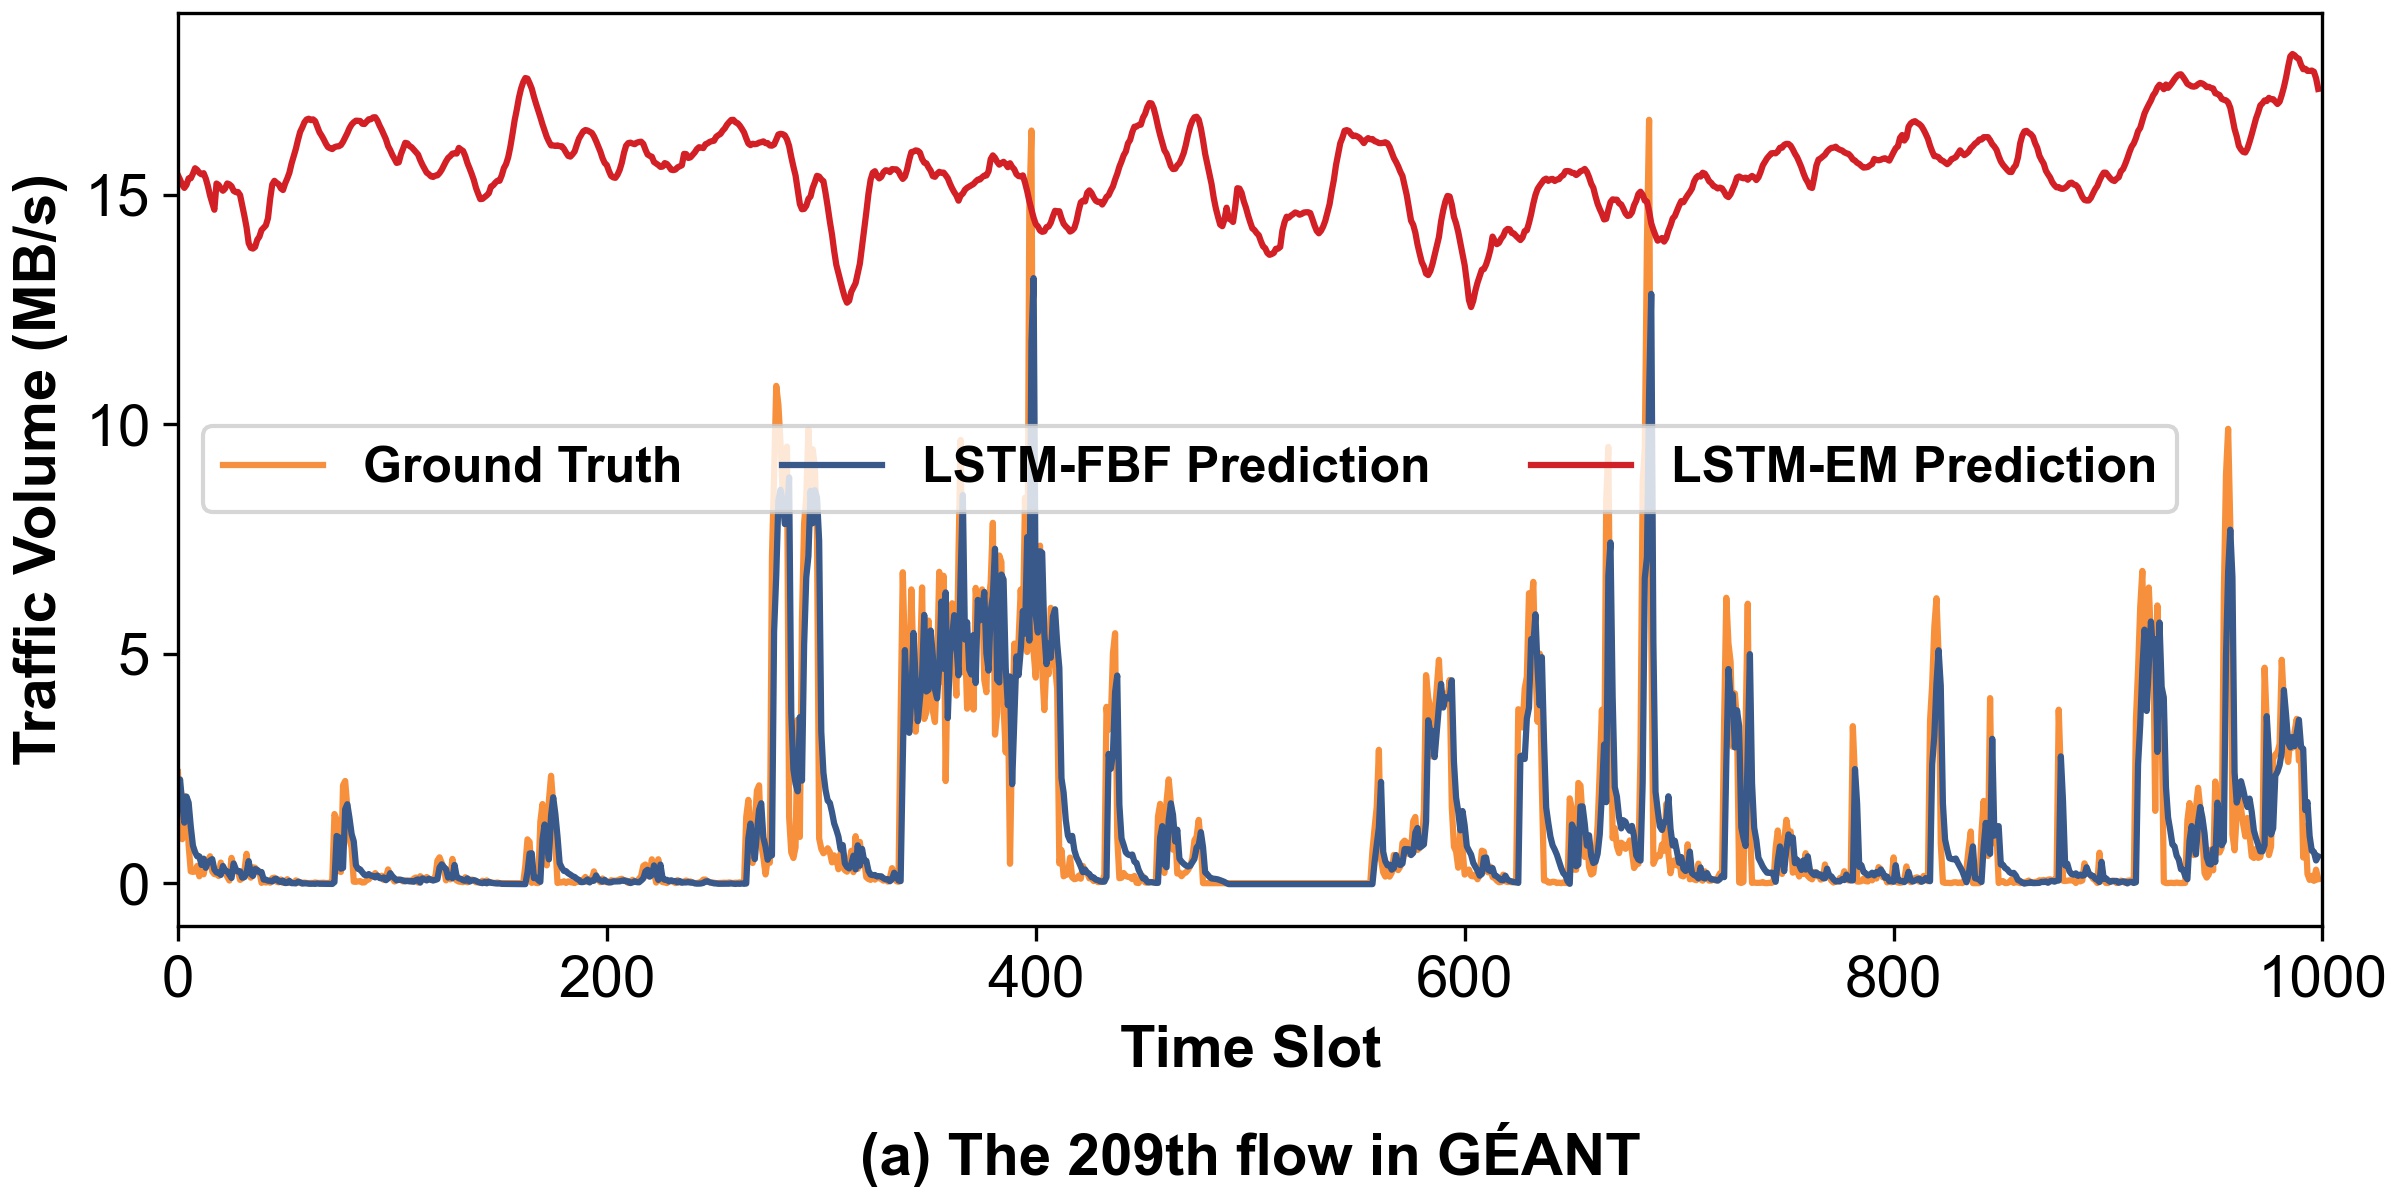 Traffic Volume (MB/s)
15
10
5
0
Ground Truth LSTM-FBF Prediction LSTM-EM Prediction
0 200 400 600 800 1000
Time Slot
(a) The 209th flow in GÉANT